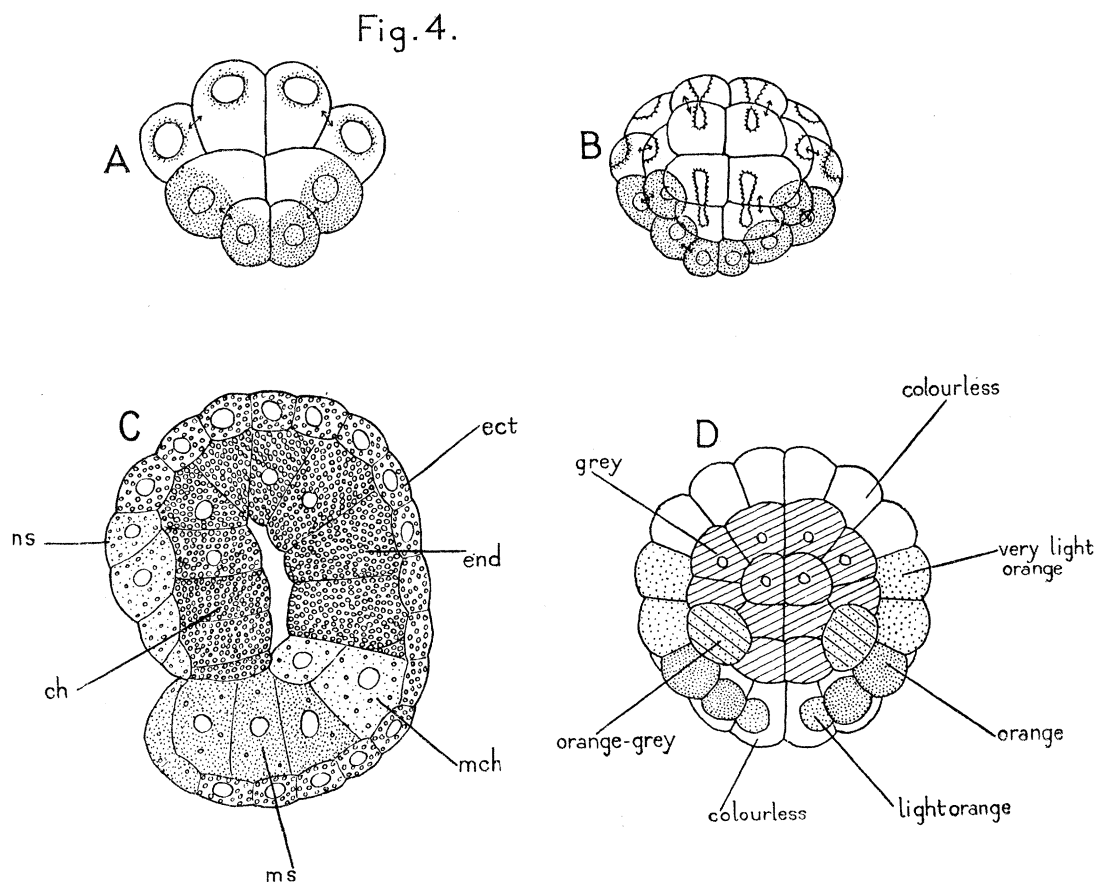 Fig.4.
A
B
C
ect
ns
end
ch
mch
ms
D
colourless
grey
very light
orange
orange-grey
orange
colourless
light orange